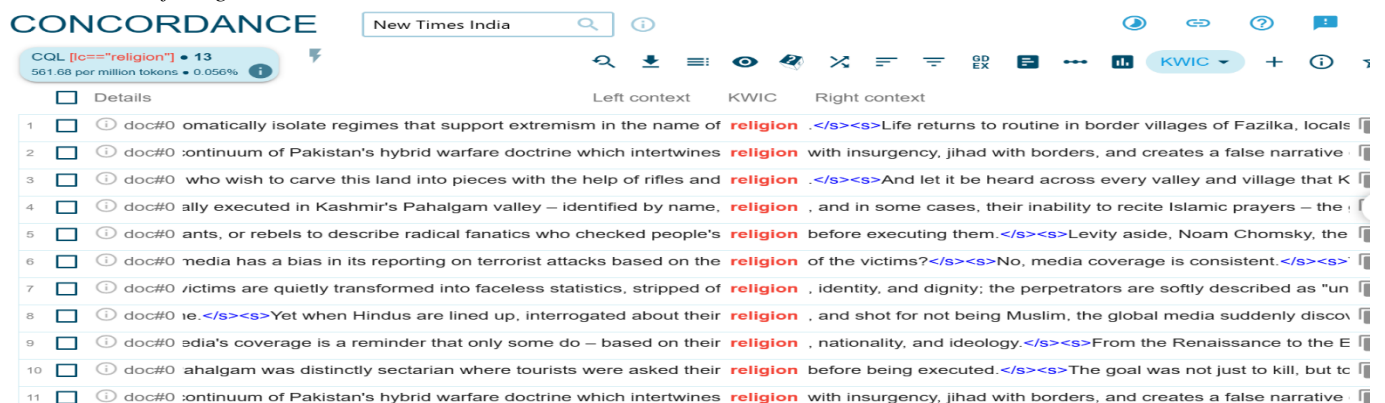 CONCORDANCE New Times India
CQL [lc=="religion"] • 13
561.68 per million tokens • 0.056%
GD EX KWIC
Details Left context KWIC Right context
1 doc#0 omatically isolate regimes that support extremism in the name of religion .</s><s>Life returns to routine in border villages of Fazilka, locals
2 doc#0 continuum of Pakistan's hybrid warfare doctrine which intertwines religion with insurgency, jihad with borders, and creates a false narrative
3 doc#0 who wish to carve this land into pieces with the help of rifles and religion .</s><s>And let it be heard across every valley and village that K
4 doc#0 ally executed in Kashmir's Pahalgam valley – identified by name, religion , and in some cases, their inability to recite Islamic prayers – the
5 doc#0 ants, or rebels to describe radical fanatics who checked people's religion before executing them.</s><s>Levity aside, Noam Chomsky, the
6 doc#0 media has a bias in its reporting on terrorist attacks based on the religion of the victims?</s><s>No, media coverage is consistent.</s><s>
7 doc#0 victims are quietly transformed into faceless statistics, stripped of religion , identity, and dignity; the perpetrators are softly described as "un
8 doc#0 ne.</s><s>Yet when Hindus are lined up, interrogated about their religion , and shot for not being Muslim, the global media suddenly discov
9 doc#0 edia's coverage is a reminder that only some do – based on their religion , nationality, and ideology.</s><s>From the Renaissance to the E
10 doc#0 ahalgam was distinctly sectarian where tourists were asked their religion before being executed.</s><s>The goal was not just to kill, but to
11 doc#0 continuum of Pakistan's hybrid warfare doctrine which intertwines religion with insurgency, jihad with borders, and creates a false narrative